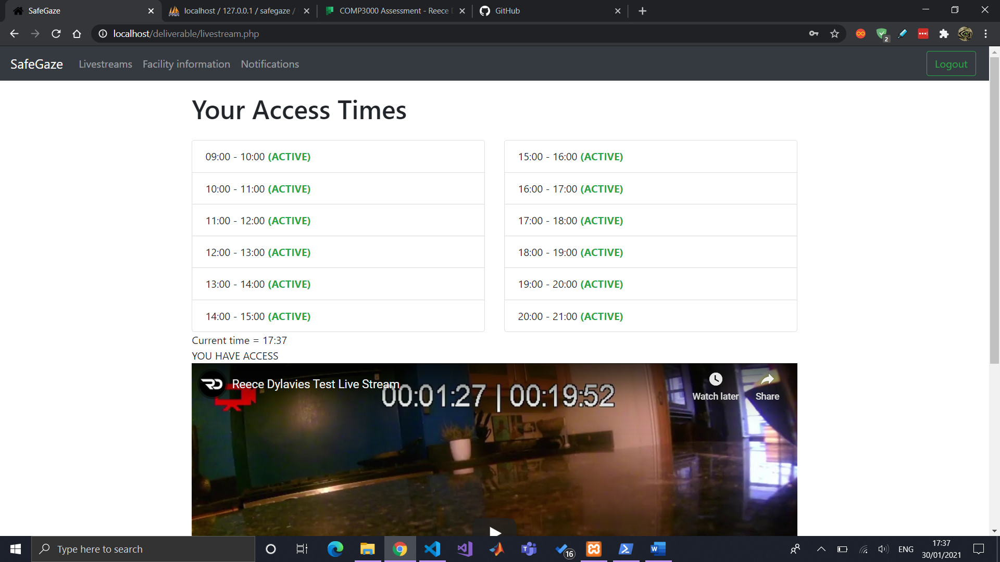 SafeGaze
localhost / 127.0.0.1 / safegaze /
COMP3000 Assessment - Reece D
GitHub
localhost/deliverable/livestream.php
2
SafeGaze Livestreams Facility information Notifications Logout
Your Access Times
09:00 - 10:00 (ACTIVE)
10:00 - 11:00 (ACTIVE)
11:00 - 12:00 (ACTIVE)
12:00 - 13:00 (ACTIVE)
13:00 - 14:00 (ACTIVE)
14:00 - 15:00 (ACTIVE)
15:00 - 16:00 (ACTIVE)
16:00 - 17:00 (ACTIVE)
17:00 - 18:00 (ACTIVE)
18:00 - 19:00 (ACTIVE)
19:00 - 20:00 (ACTIVE)
20:00 - 21:00 (ACTIVE)
Current time = 17:37
YOU HAVE ACCESS
RD
Reece Dylavies Test Live Stream
00:01:27 | 00:19:52
Watch later
Share
Type here to search
16
ENG
17:37
30/01/2021